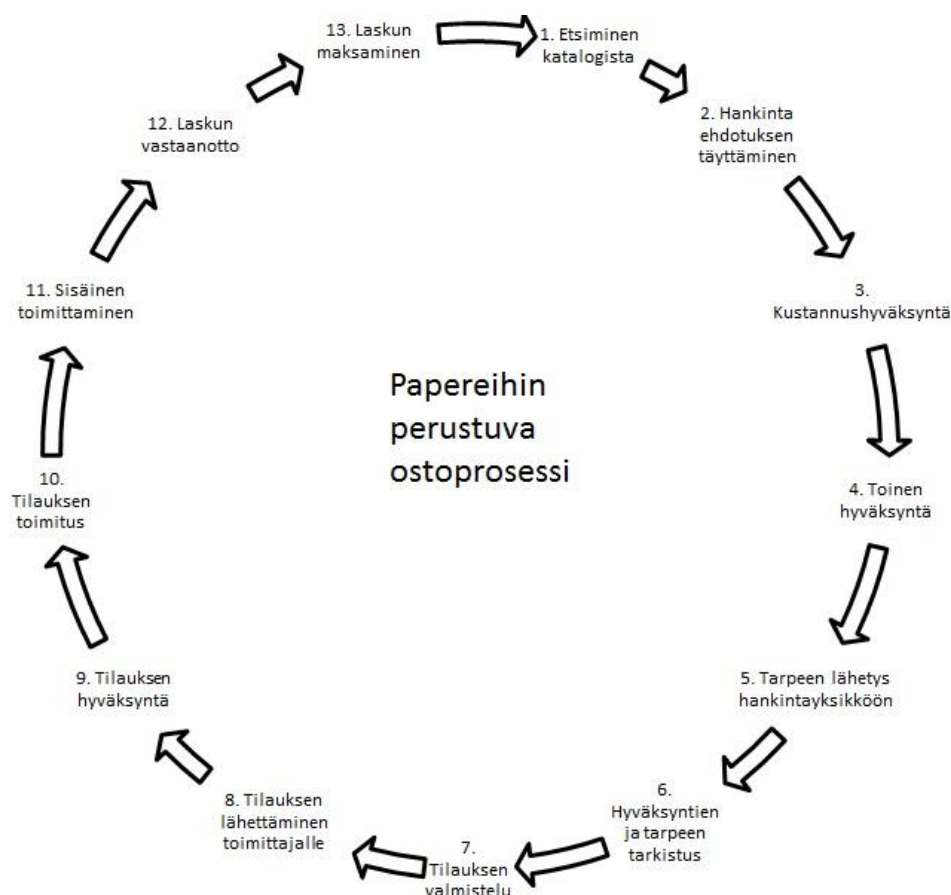 13. Laskun
maksaminen
1. Etsiminen
katalogista
2. Hankinta
ehdotuksen
täyttäminen
3.
Kustannushyväksyntä
4. Toinen
hyväksyntä
5. Tarpeen lähetys
hankintayksikköön
6.
Hyväksyntien
ja tarpeen
tarkistus
7.
Tilauksen
valmistelu
8. Tilauksen
lähettäminen
toimittajalle
9. Tilauksen
hyväksyntä
10.
Tilauksen
toimitus
11. Sisäinen
toimittaminen
12. Laskun
vastaanotto
Papereihin
perustuva
ostoprosessi